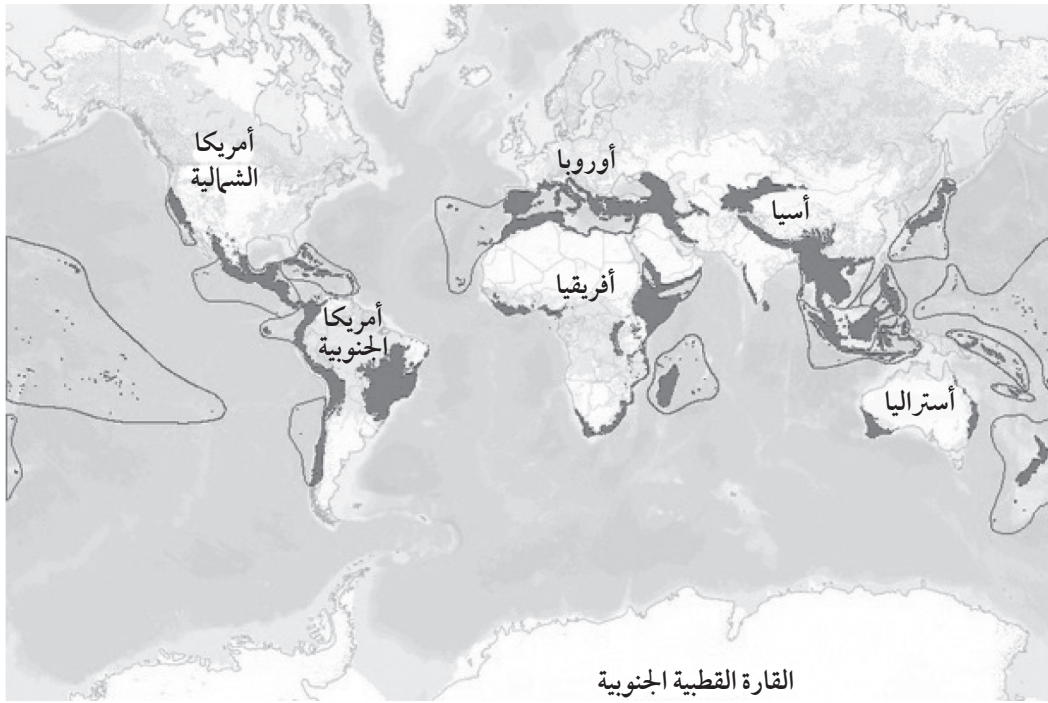 أمريكا
الشمالية
أوروبا
أسيا
أفريقيا
أمريكا
الجنوبية
أستراليا
القارة القطبية الجنوبية